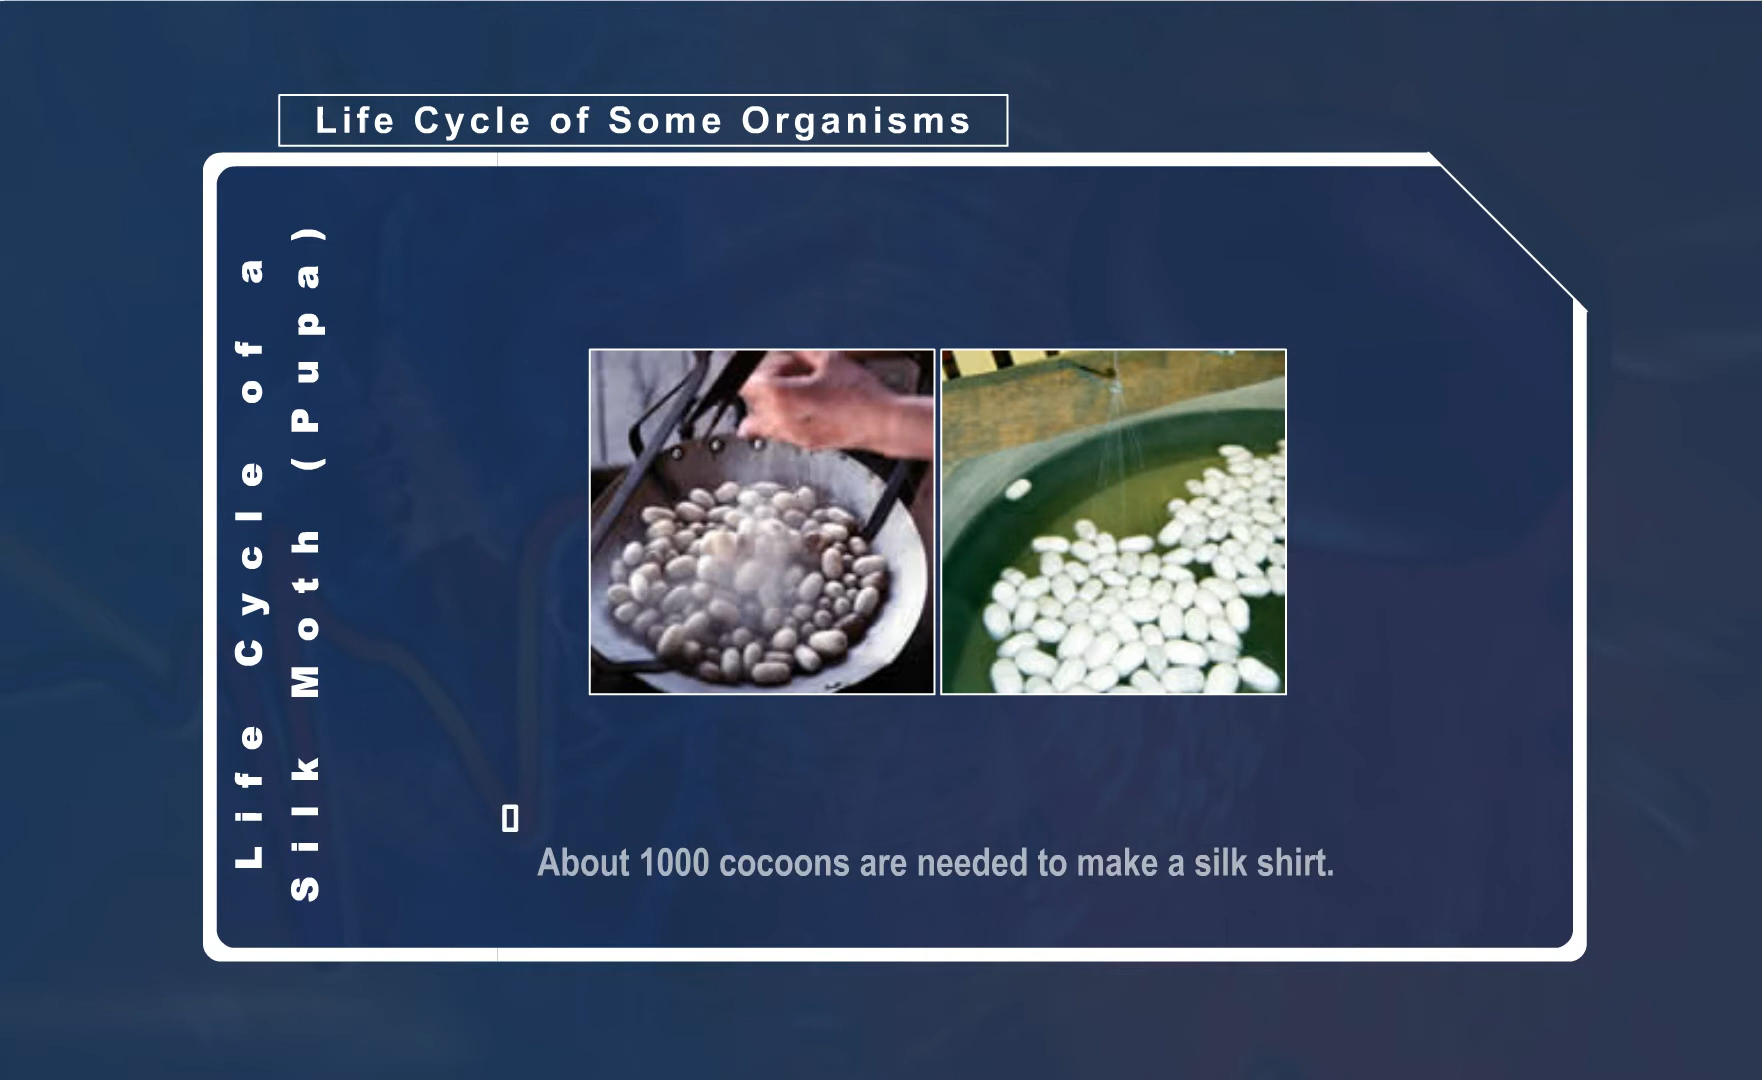 Life Cycle of Some Organisms
Life Cycle of a
Silk Moth (Pupa)
About 1000 cocoons are needed to make a silk shirt.